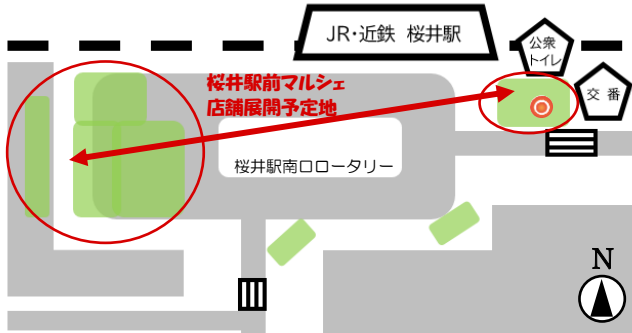 JR・近鉄 桜井駅
公衆
トイレ
交番
桜井駅前マルシェ
店舗展開予定地
桜井駅南口ロータリー
N